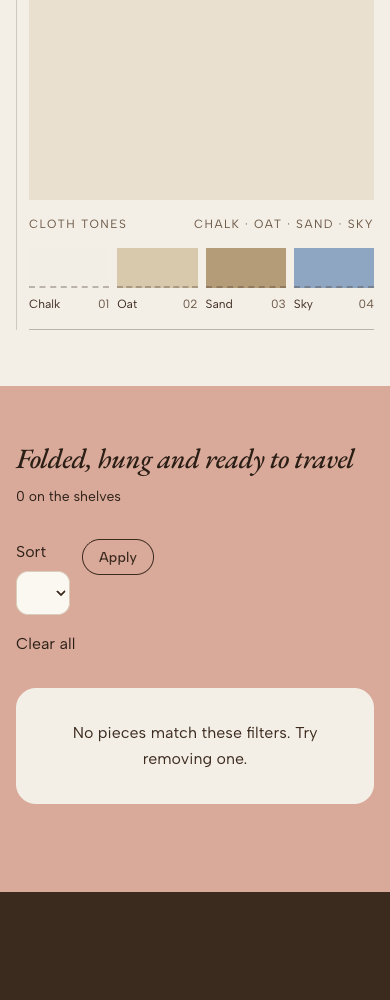 CLOTH TONES
CHALK · OAT · SAND · SKY
Chalk 01 Oat 02 Sand 03 Sky 04
Folded, hung and ready to travel
0 on the shelves
Sort
Apply
Clear all
No pieces match these filters. Try
removing one.